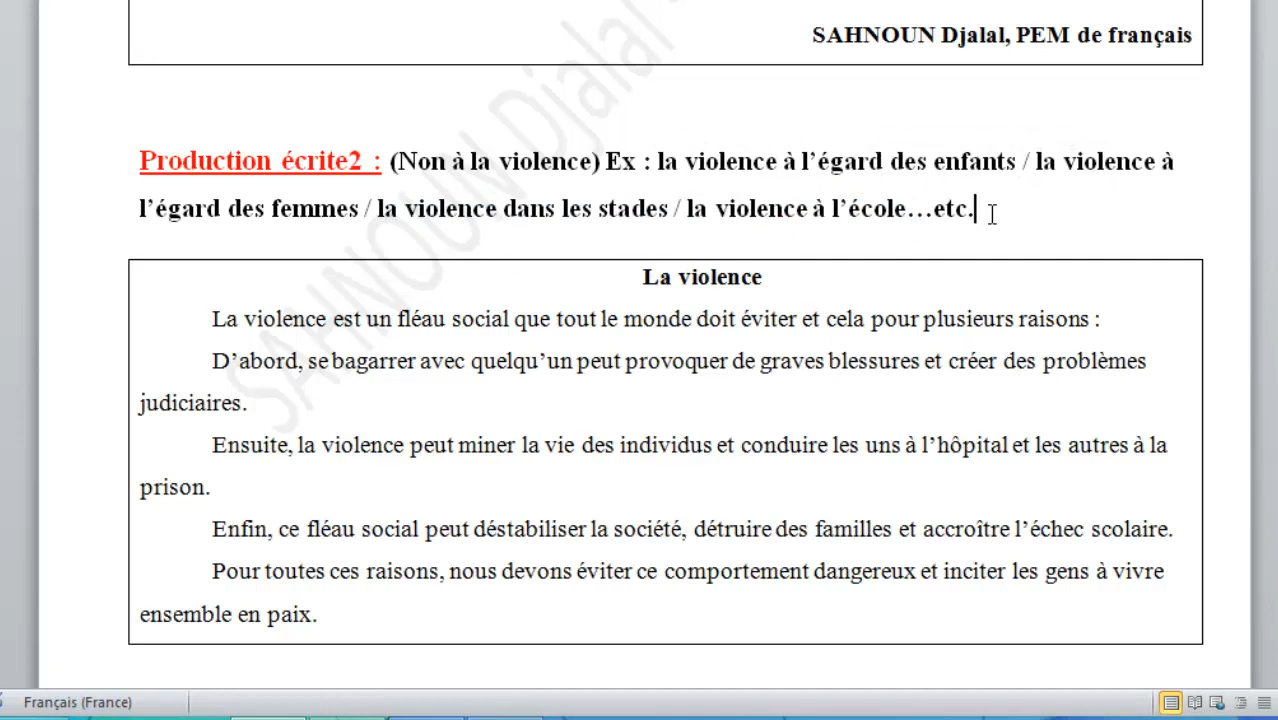 SAHNOUN Djalal, PEM de français
SAHNOUN Djalal
Production écrite2 : (Non à la violence) Ex : la violence à l’égard des enfants / la violence à
l’égard des femmes / la violence dans les stades / la violence à l’école…etc.
La violence
La violence est un fléau social que tout le monde doit éviter et cela pour plusieurs raisons :
D’abord, se bagarrer avec quelqu’un peut provoquer de graves blessures et créer des problèmes
judiciaires.
Ensuite, la violence peut miner la vie des individus et conduire les uns à l’hôpital et les autres à la
prison.
Enfin, ce fléau social peut déstabiliser la société, détruire des familles et accroître l’échec scolaire.
Pour toutes ces raisons, nous devons éviter ce comportement dangereux et inciter les gens à vivre
ensemble en paix.
Français (France)